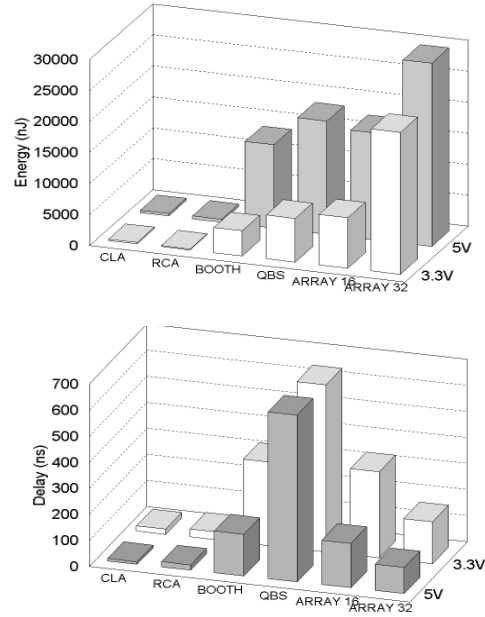 30000
25000
20000
15000
10000
5000
0
Energy (nJ)
CLA
RCA
BOOTH
QBS
ARRAY 16
ARRAY 32
3.3V
5V
700
600
500
400
300
200
100
0
Delay (ns)
CLA
RCA
BOOTH
QBS
ARRAY 16
ARRAY 32
5V
3.3V